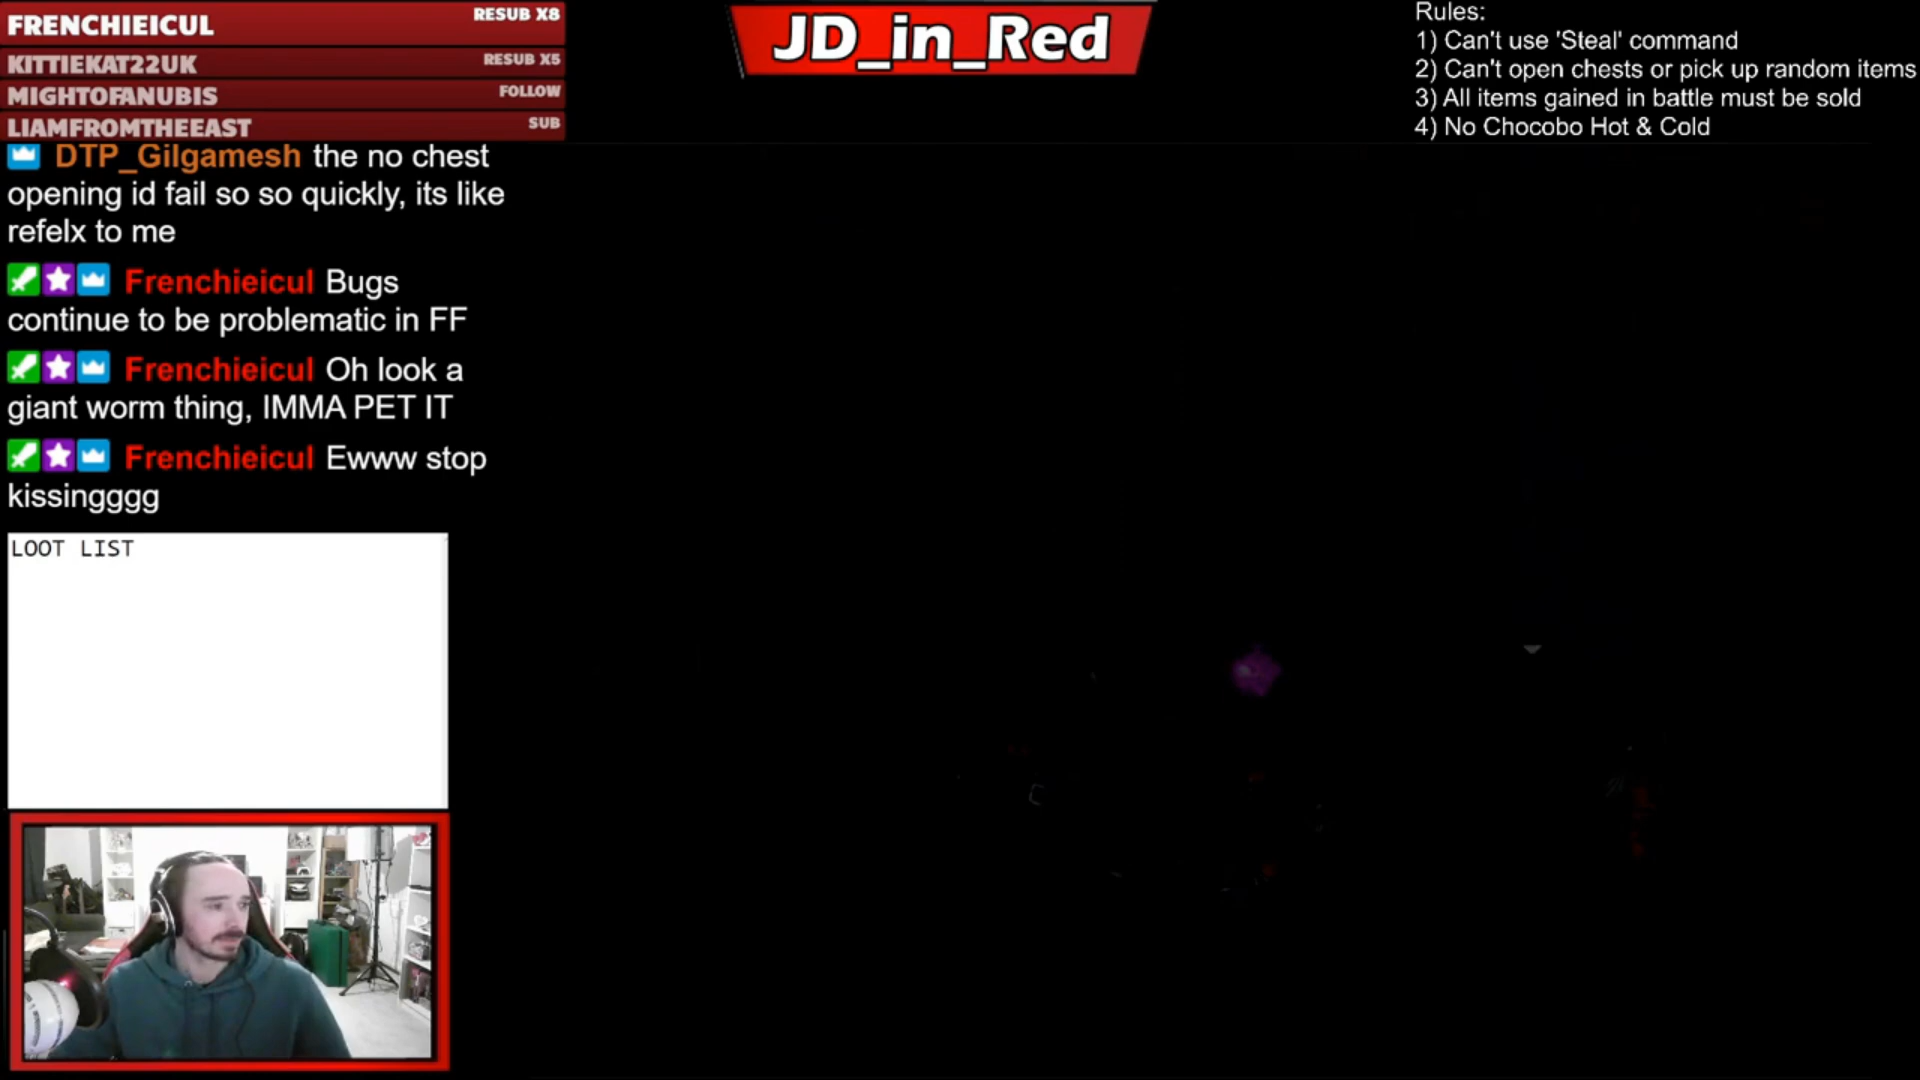 FRENCHIEICUL RESUB X8
KITTIEKAT22UK RESUB X5
MIGHTOFANUBIS FOLLOW
LIAMFROMTHEEAST SUB
DTP_Gilgamesh the no chest
opening id fail so so quickly, its like
refelx to me
Frenchieicul Bugs
continue to be problematic in FF
Frenchieicul Oh look a
giant worm thing, IMMA PET IT
Frenchieicul Ewww stop
kissingggg
LOOT LIST
JD_in_Red
Rules:
1) Can't use 'Steal' command
2) Can't open chests or pick up random items
3) All items gained in battle must be sold
4) No Chocobo Hot & Cold